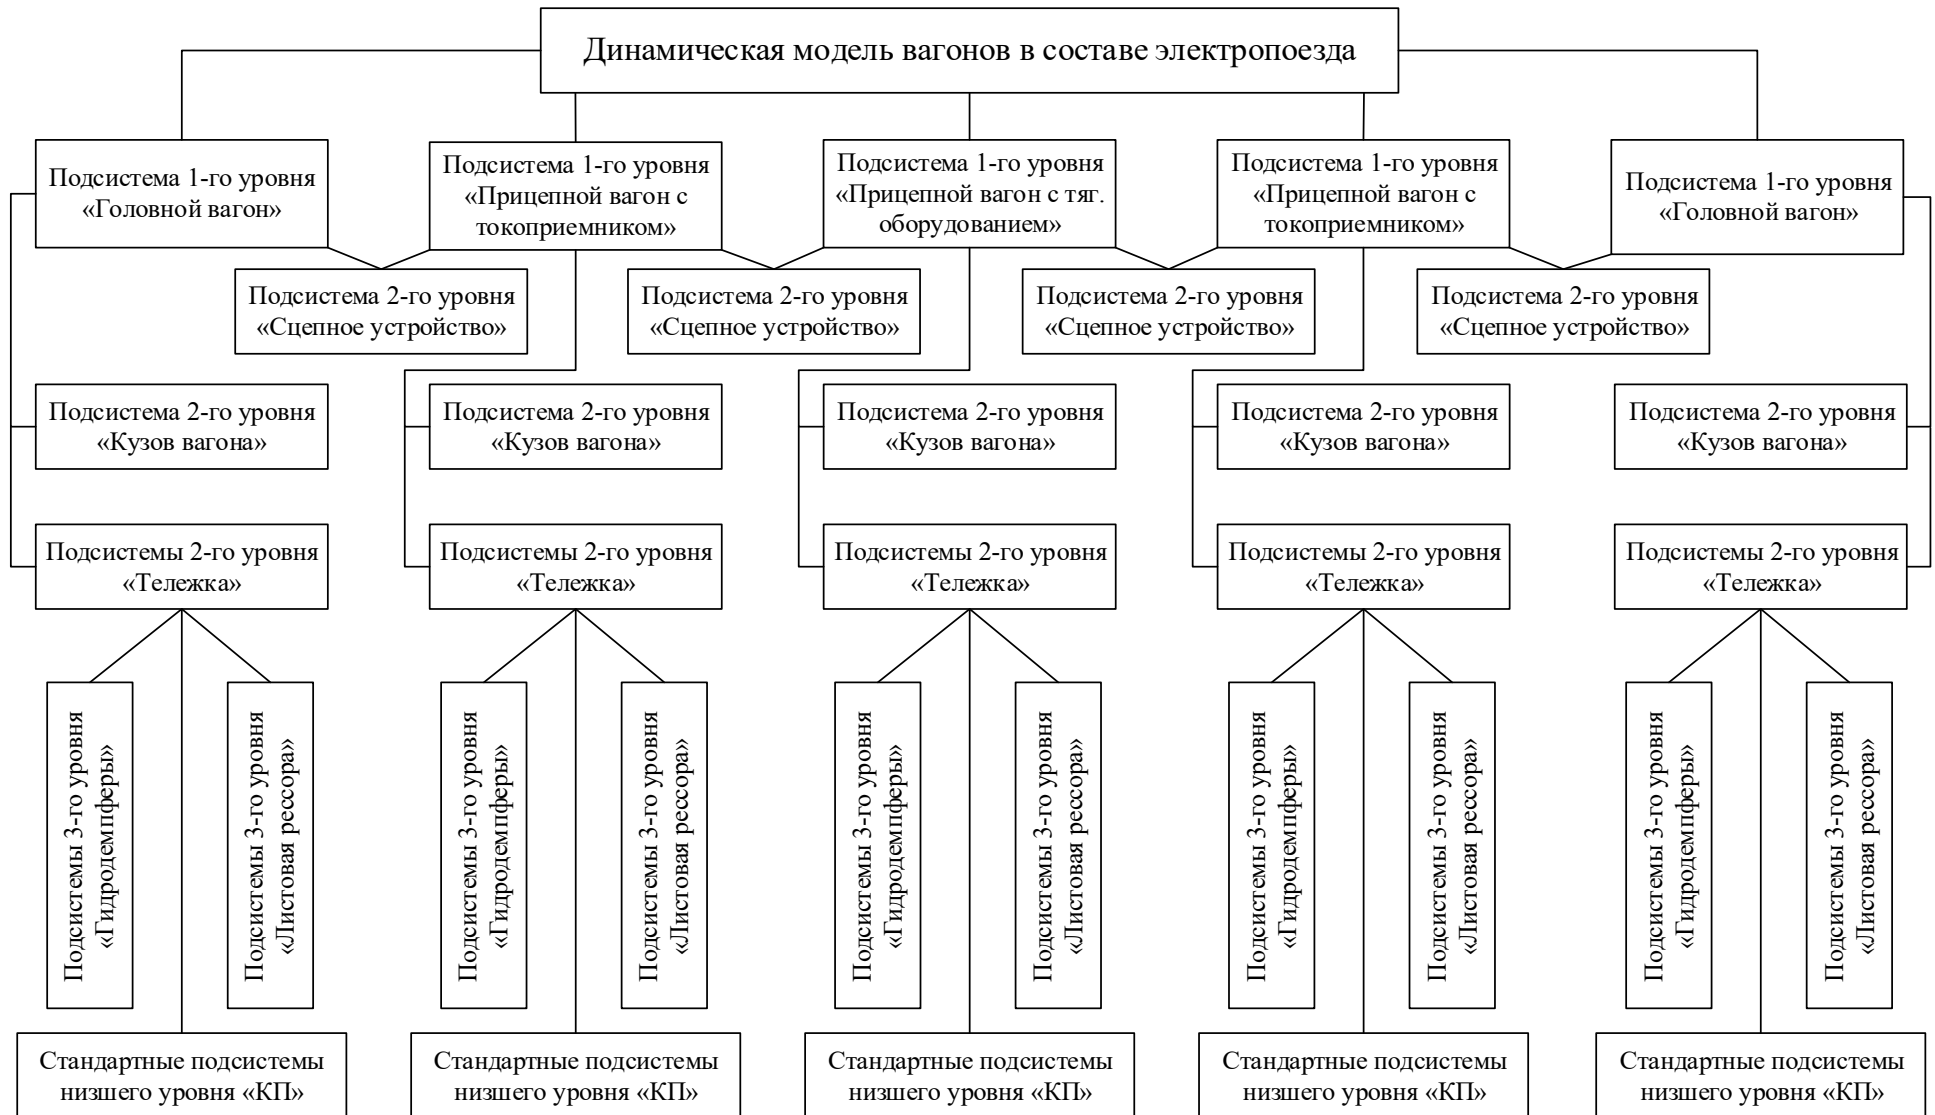 Динамическая модель вагонов в составе электропоезда
Подсистема 1-го уровня
«Головной вагон»
Подсистема 1-го уровня
«Прицепной вагон с
токоприемником»
Подсистема 1-го уровня
«Прицепной вагон с тяг.
оборудованием»
Подсистема 1-го уровня
«Прицепной вагон с
токоприемником»
Подсистема 1-го уровня
«Головной вагон»
Подсистема 2-го уровня
«Сцепное устройство»
Подсистема 2-го уровня
«Сцепное устройство»
Подсистема 2-го уровня
«Сцепное устройство»
Подсистема 2-го уровня
«Сцепное устройство»
Подсистема 2-го уровня
«Кузов вагона»
Подсистема 2-го уровня
«Кузов вагона»
Подсистема 2-го уровня
«Кузов вагона»
Подсистема 2-го уровня
«Кузов вагона»
Подсистема 2-го уровня
«Кузов вагона»
Подсистемы 2-го уровня
«Тележка»
Подсистемы 2-го уровня
«Тележка»
Подсистемы 2-го уровня
«Тележка»
Подсистемы 2-го уровня
«Тележка»
Подсистемы 2-го уровня
«Тележка»
Подсистемы 3-го уровня
«Гидродемпферы»
Подсистемы 3-го уровня
«Листовая рессора»
Подсистемы 3-го уровня
«Гидродемпферы»
Подсистемы 3-го уровня
«Листовая рессора»
Подсистемы 3-го уровня
«Гидродемпферы»
Подсистемы 3-го уровня
«Листовая рессора»
Подсистемы 3-го уровня
«Гидродемпферы»
Подсистемы 3-го уровня
«Листовая рессора»
Подсистемы 3-го уровня
«Гидродемпферы»
Подсистемы 3-го уровня
«Листовая рессора»
Стандартные подсистемы
низшего уровня «КП»
Стандартные подсистемы
низшего уровня «КП»
Стандартные подсистемы
низшего уровня «КП»
Стандартные подсистемы
низшего уровня «КП»
Стандартные подсистемы
низшего уровня «КП»